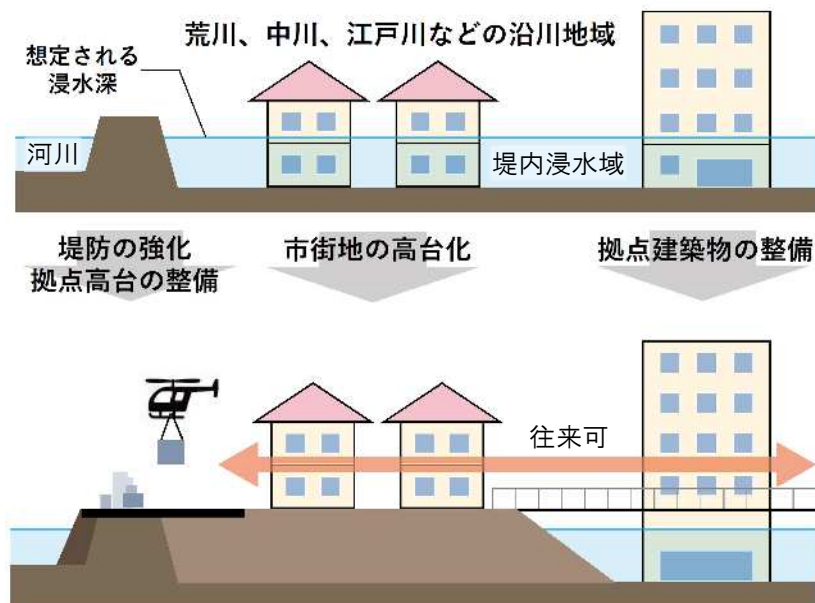 荒川、中川、江戸川などの沿川地域
想定される
浸水深
河川
堤内浸水域
堤防の強化
拠点高台の整備
市街地の高台化
拠点建築物の整備
往来可